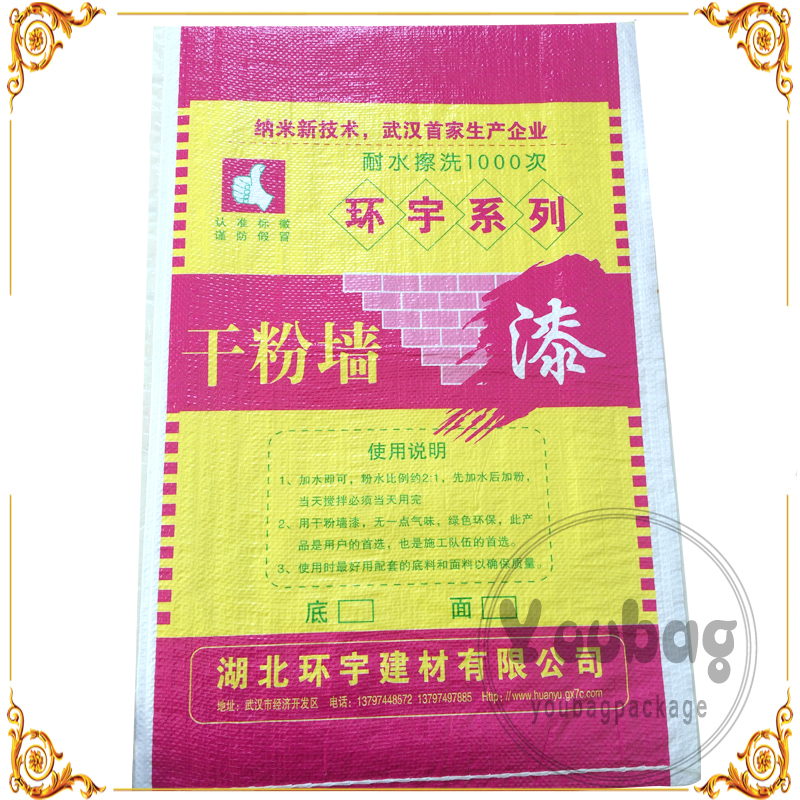 纳米新技术，武汉首家生产企业
耐水擦洗1000次
认准标徽
谨防假冒
环宇系列
干粉墙漆
使用说明
1、加水即可，粉水比例约2:1，先加水后加粉，
当天搅拌必须当天用完
2、用干粉墙漆，无一点气味、绿色环保，此产
品是用户的首选，也是施工队伍的首选。
3、使用时最好用配套的底料和面料以确保质量。
底 面
湖北环宇建材有限公司
地址：武汉市经济开发区 电话：13797448572 13797497885 Http://www.huanyu.gx7c.com
Youbag
youbagpackage